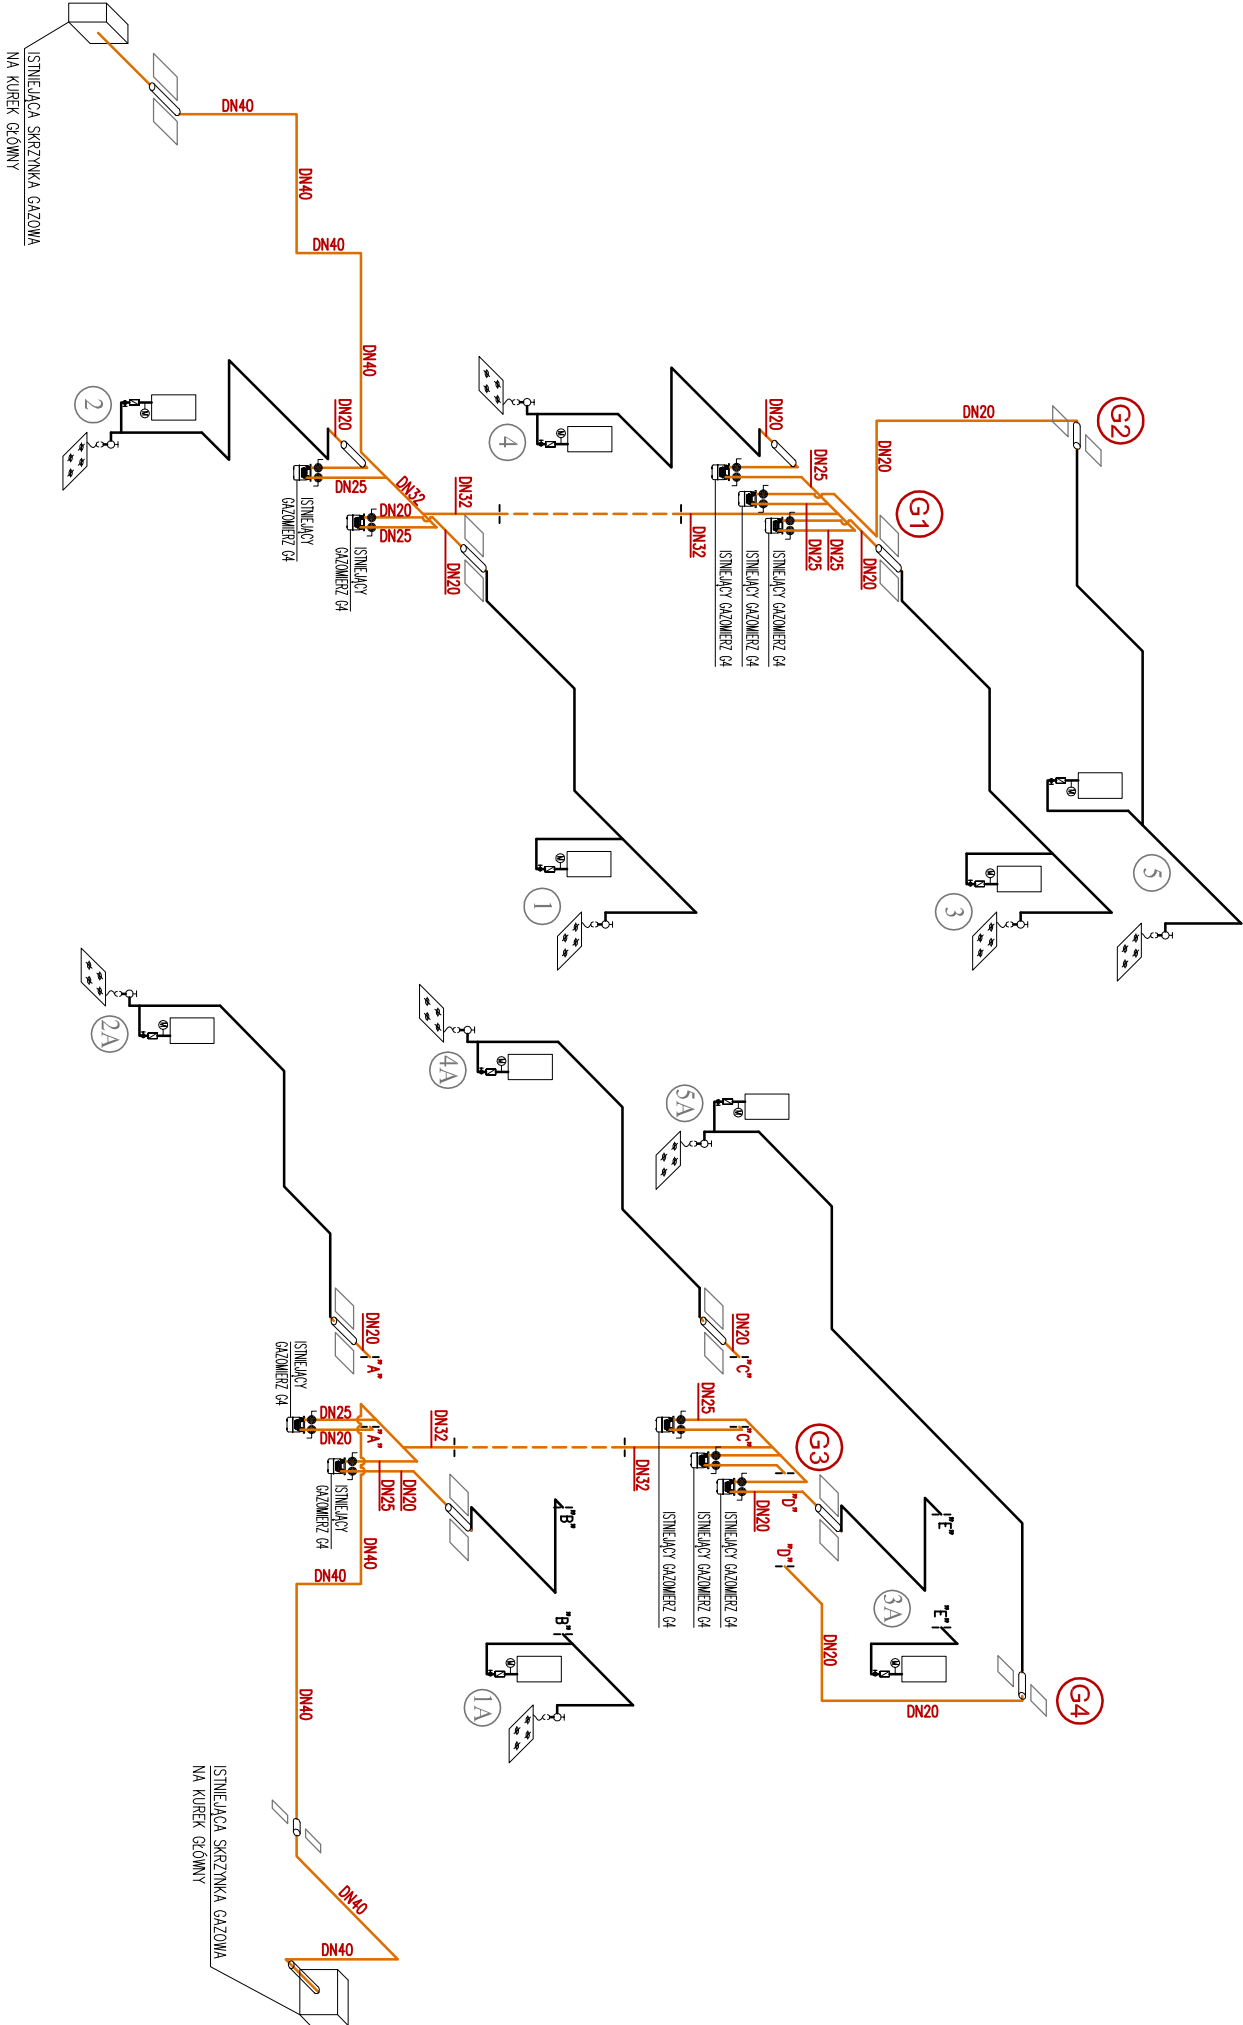 ISTNIEJĄCA SKRZYNKA GAZOWA
NA KUREK GŁÓWNY
DN40
DN40
DN40
DN40
2
DN20
DN25
ISTNIEJĄCY
GAZOMIERZ G4
DN32
DN20
DN25
ISTNIEJĄCY
GAZOMIERZ G4
DN32
DN20
1
4
DN20
DN25
DN32
DN25
DN25
DN20
ISTNIEJĄCY GAZOMIERZ G4
ISTNIEJĄCY GAZOMIERZ G4
ISTNIEJĄCY GAZOMIERZ G4
G1
DN20
DN20
G2
3
5
2A
4A
5A
DN20
"A"
DN20
"C"
ISTNIEJĄCY
GAZOMIERZ G4
DN25
DN20
"A"
DN32
DN25
DN20
ISTNIEJĄCY
GAZOMIERZ G4
DN25
"C"
DN32
G3
"D"
DN20
ISTNIEJĄCY GAZOMIERZ G4
ISTNIEJĄCY GAZOMIERZ G4
ISTNIEJĄCY GAZOMIERZ G4
"B"
"B"
1A
"E"
"E"
3A
"D"
DN20
DN20
G4
DN40
DN40
DN40
DN40
DN40
ISTNIEJĄCA SKRZYNKA GAZOWA
NA KUREK GŁÓWNY
M
M
M
M
M
M
M
M
M
M